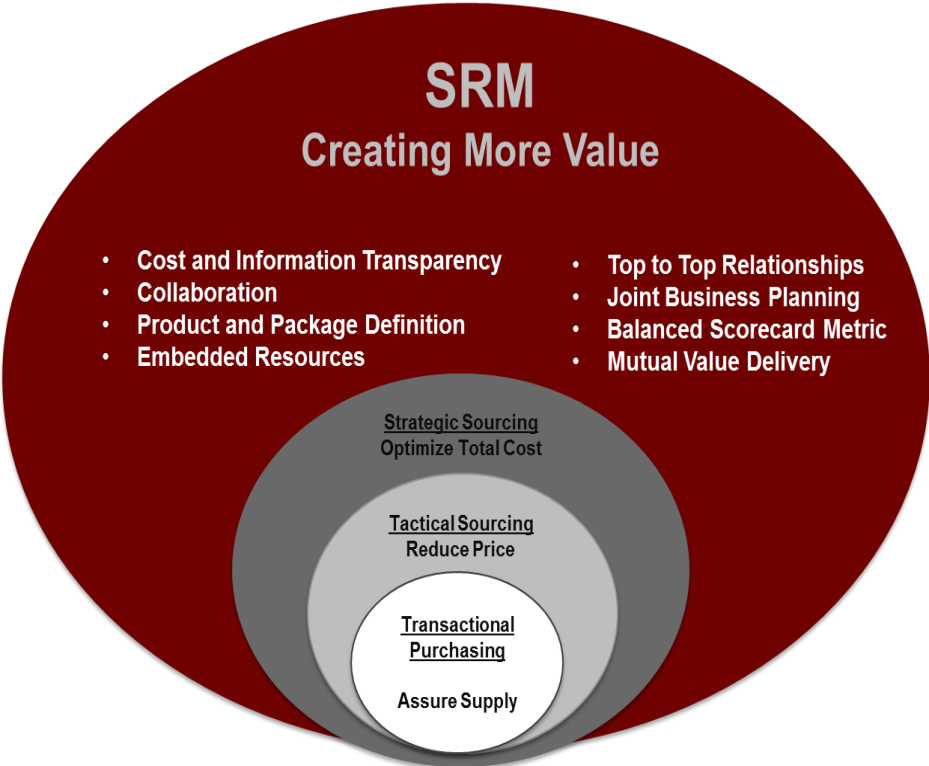 SRM
Creating More Value
• Cost and Information Transparency
• Collaboration
• Product and Package Definition
• Embedded Resources
• Top to Top Relationships
• Joint Business Planning
• Balanced Scorecard Metric
• Mutual Value Delivery
Strategic Sourcing
Optimize Total Cost
Tactical Sourcing
Reduce Price
Transactional
Purchasing
Assure Supply